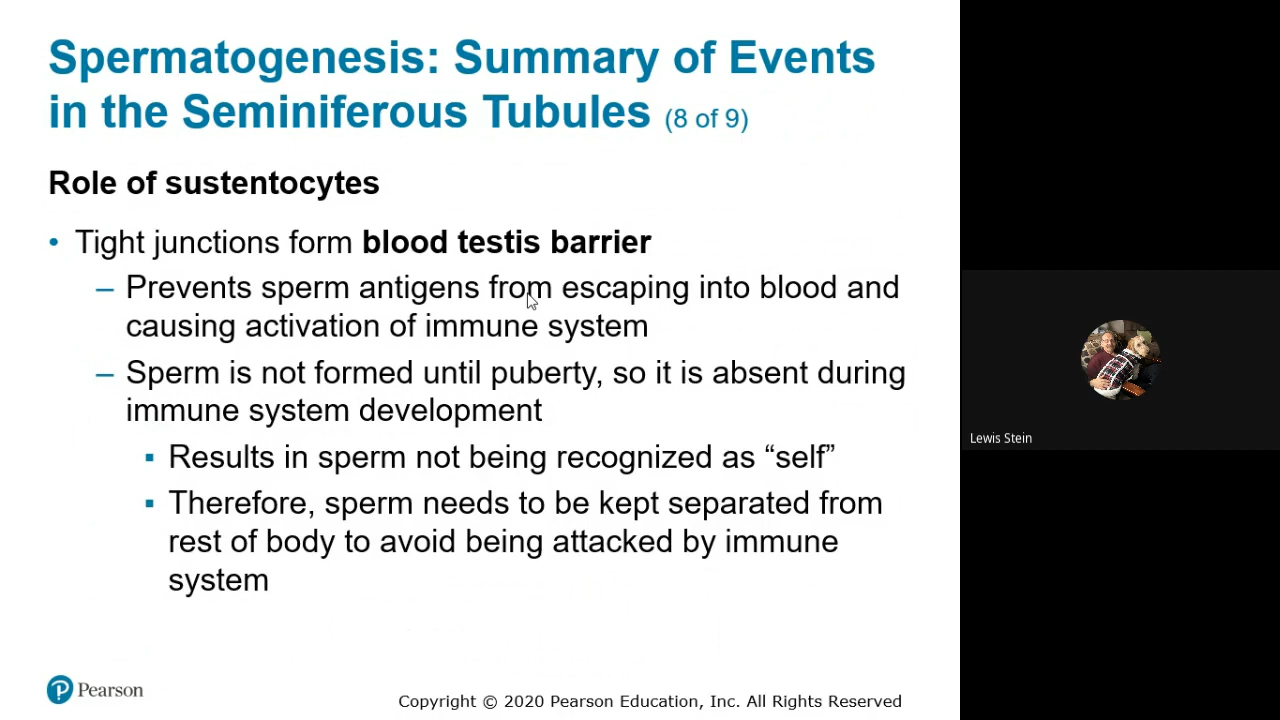 Spermatogenesis: Summary of Events
in the Seminiferous Tubules (8 of 9)
Role of sustentocytes
• Tight junctions form blood testis barrier
– Prevents sperm antigens from escaping into blood and
causing activation of immune system
– Sperm is not formed until puberty, so it is absent during
immune system development
▪ Results in sperm not being recognized as “self”
▪ Therefore, sperm needs to be kept separated from
rest of body to avoid being attacked by immune
system
Lewis Stein
Pearson
Copyright © 2020 Pearson Education, Inc. All Rights Reserved